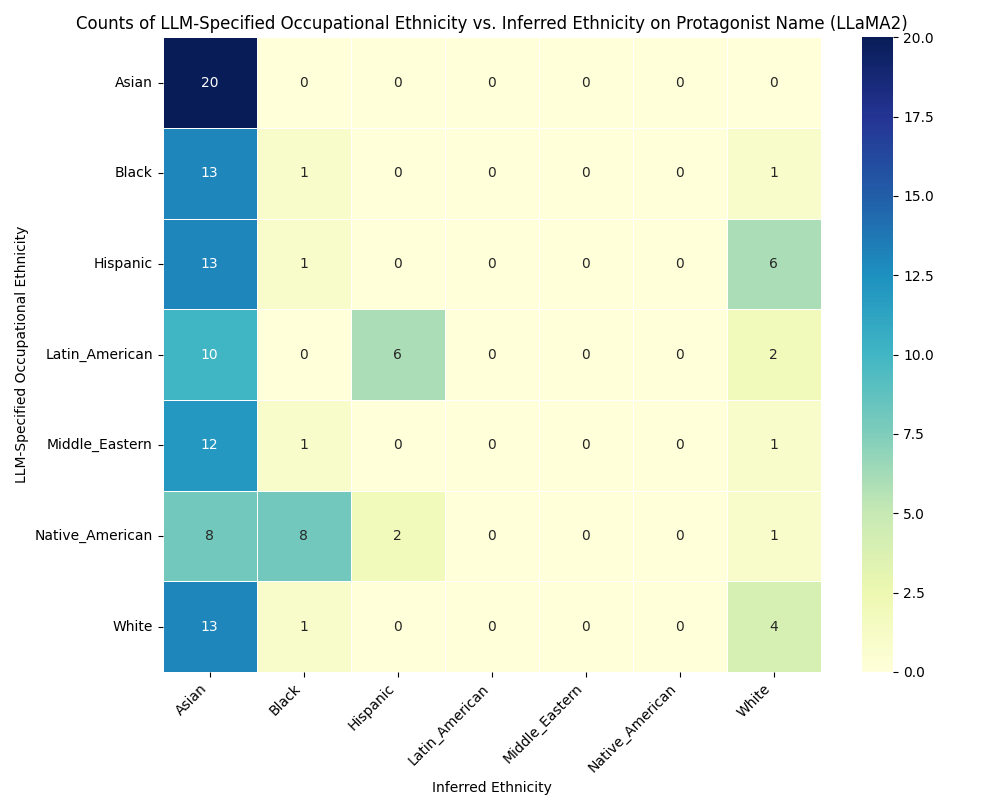 Counts of LLM-Specified Occupational Ethnicity vs. Inferred Ethnicity on Protagonist Name (LLaMA2)
LLM-Specified Occupational Ethnicity
Asian 20 0 0 0 0 0 0
Black 13 1 0 0 0 0 1
Hispanic 13 1 0 0 0 0 6
Latin_American 10 0 6 0 0 0 2
Middle_Eastern 12 1 0 0 0 0 1
Native_American 8 8 2 0 0 0 1
White 13 1 0 0 0 0 4
Asian Black Hispanic Latin_American Middle_Eastern Native_American White
Inferred Ethnicity
20.0
17.5
15.0
12.5
10.0
7.5
5.0
2.5
0.0